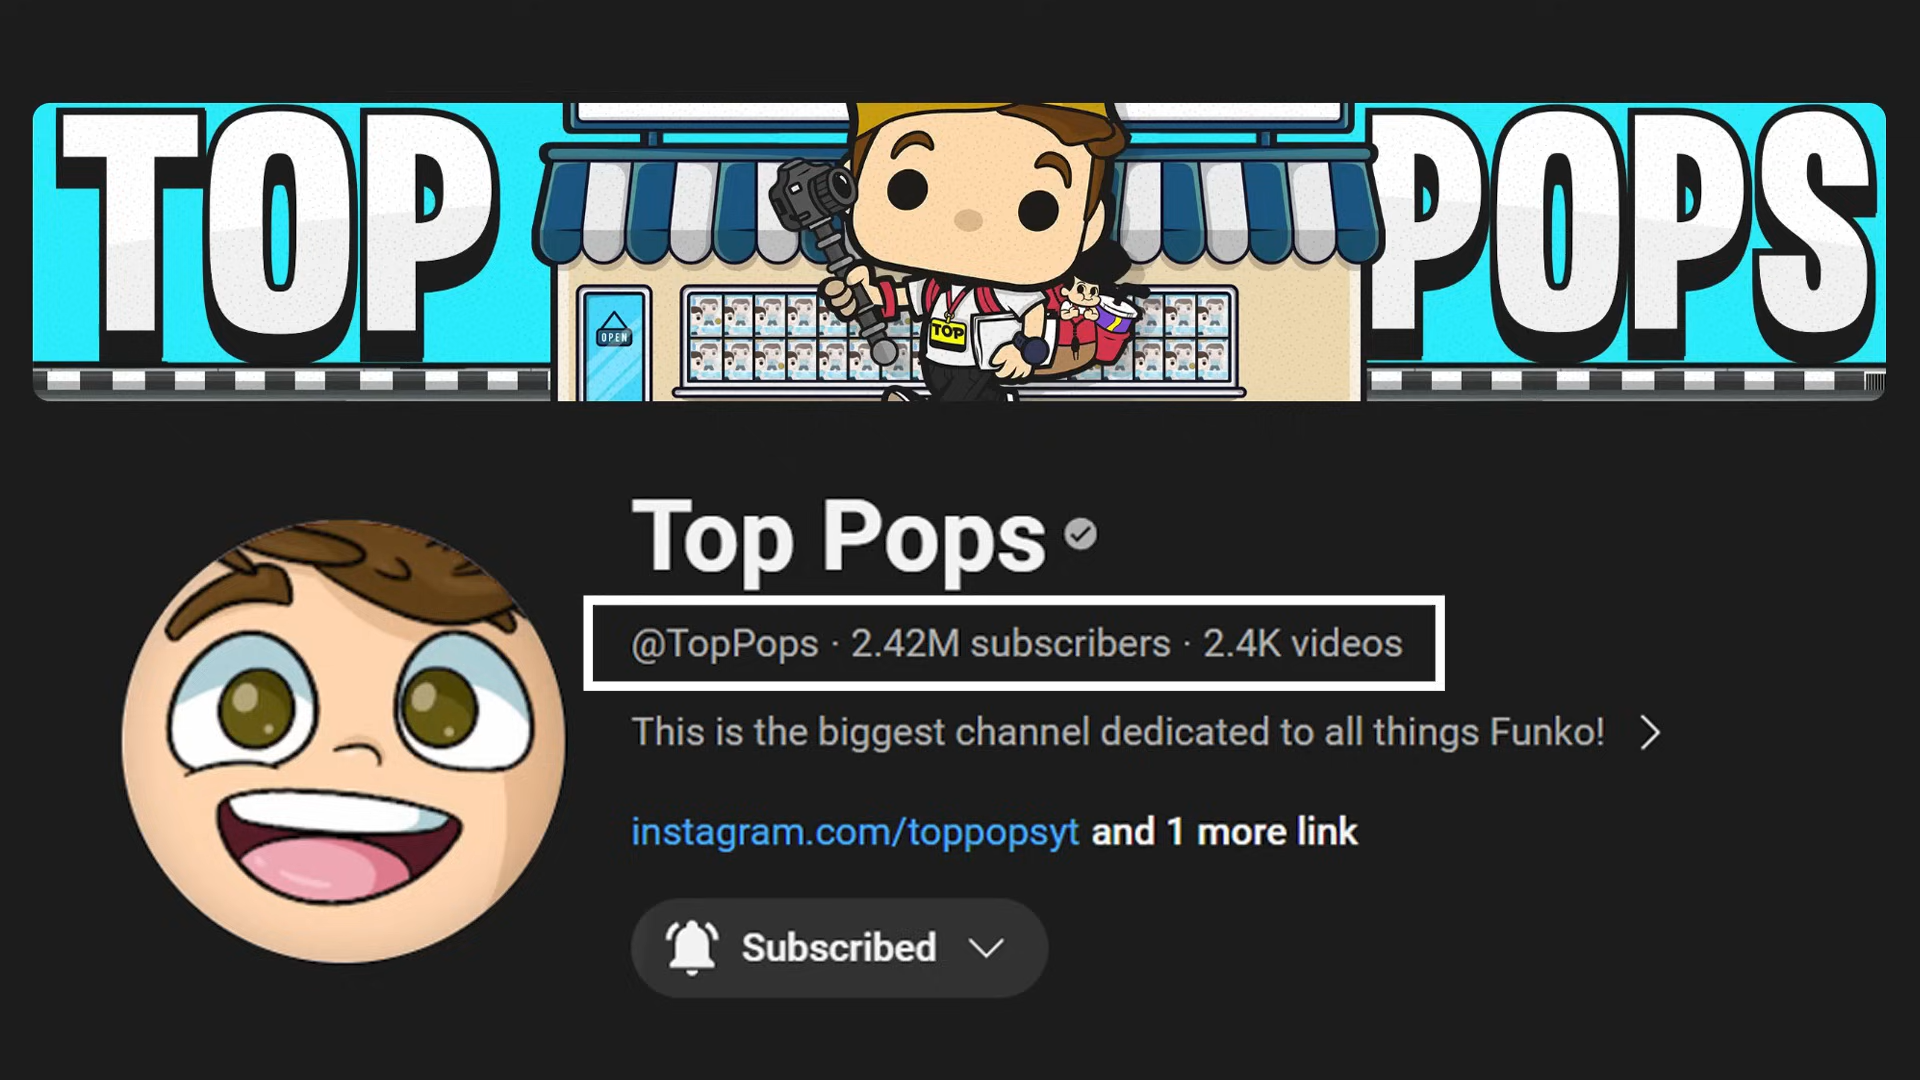 TOP POPS
OPEN
TOP
Top Pops
@TopPops · 2.42M subscribers · 2.4K videos
This is the biggest channel dedicated to all things Funko!
instagram.com/toppopsyt and 1 more link
Subscribed